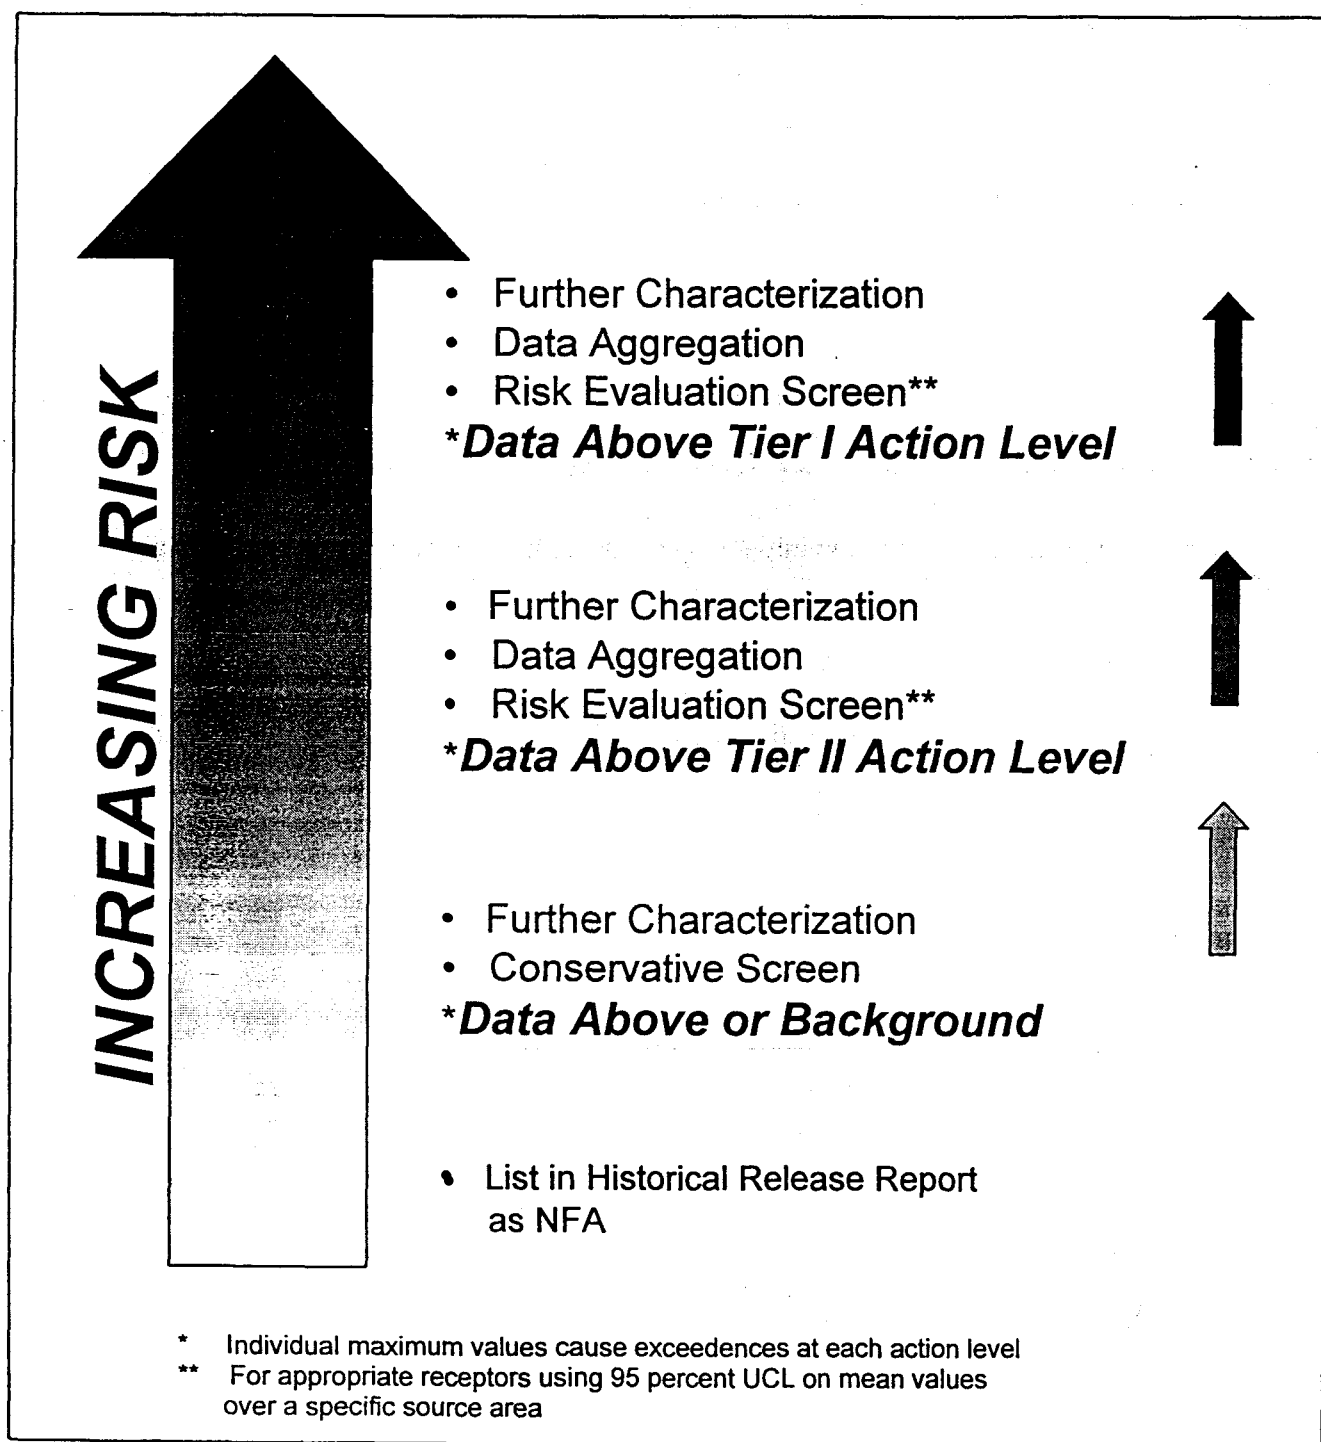 INCREASING RISK
• Further Characterization
• Data Aggregation
• Risk Evaluation Screen**
*Data Above Tier I Action Level
• Further Characterization
• Data Aggregation
• Risk Evaluation Screen**
*Data Above Tier II Action Level
• Further Characterization
• Conservative Screen
*Data Above or Background
• List in Historical Release Report
as NFA
* Individual maximum values cause exceedences at each action level
** For appropriate receptors using 95 percent UCL on mean values
over a specific source area